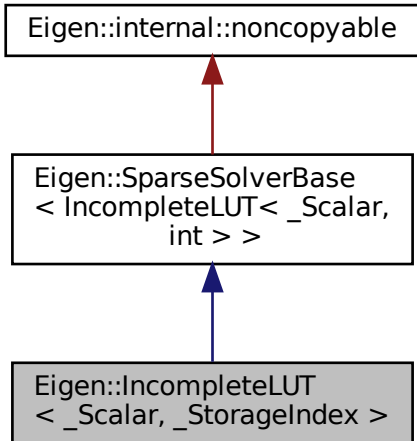 Eigen::internal::noncopyable
Eigen::SparseSolverBase
< IncompleteLUT< _Scalar,
int > >
Eigen::IncompleteLUT
< _Scalar, _StorageIndex >